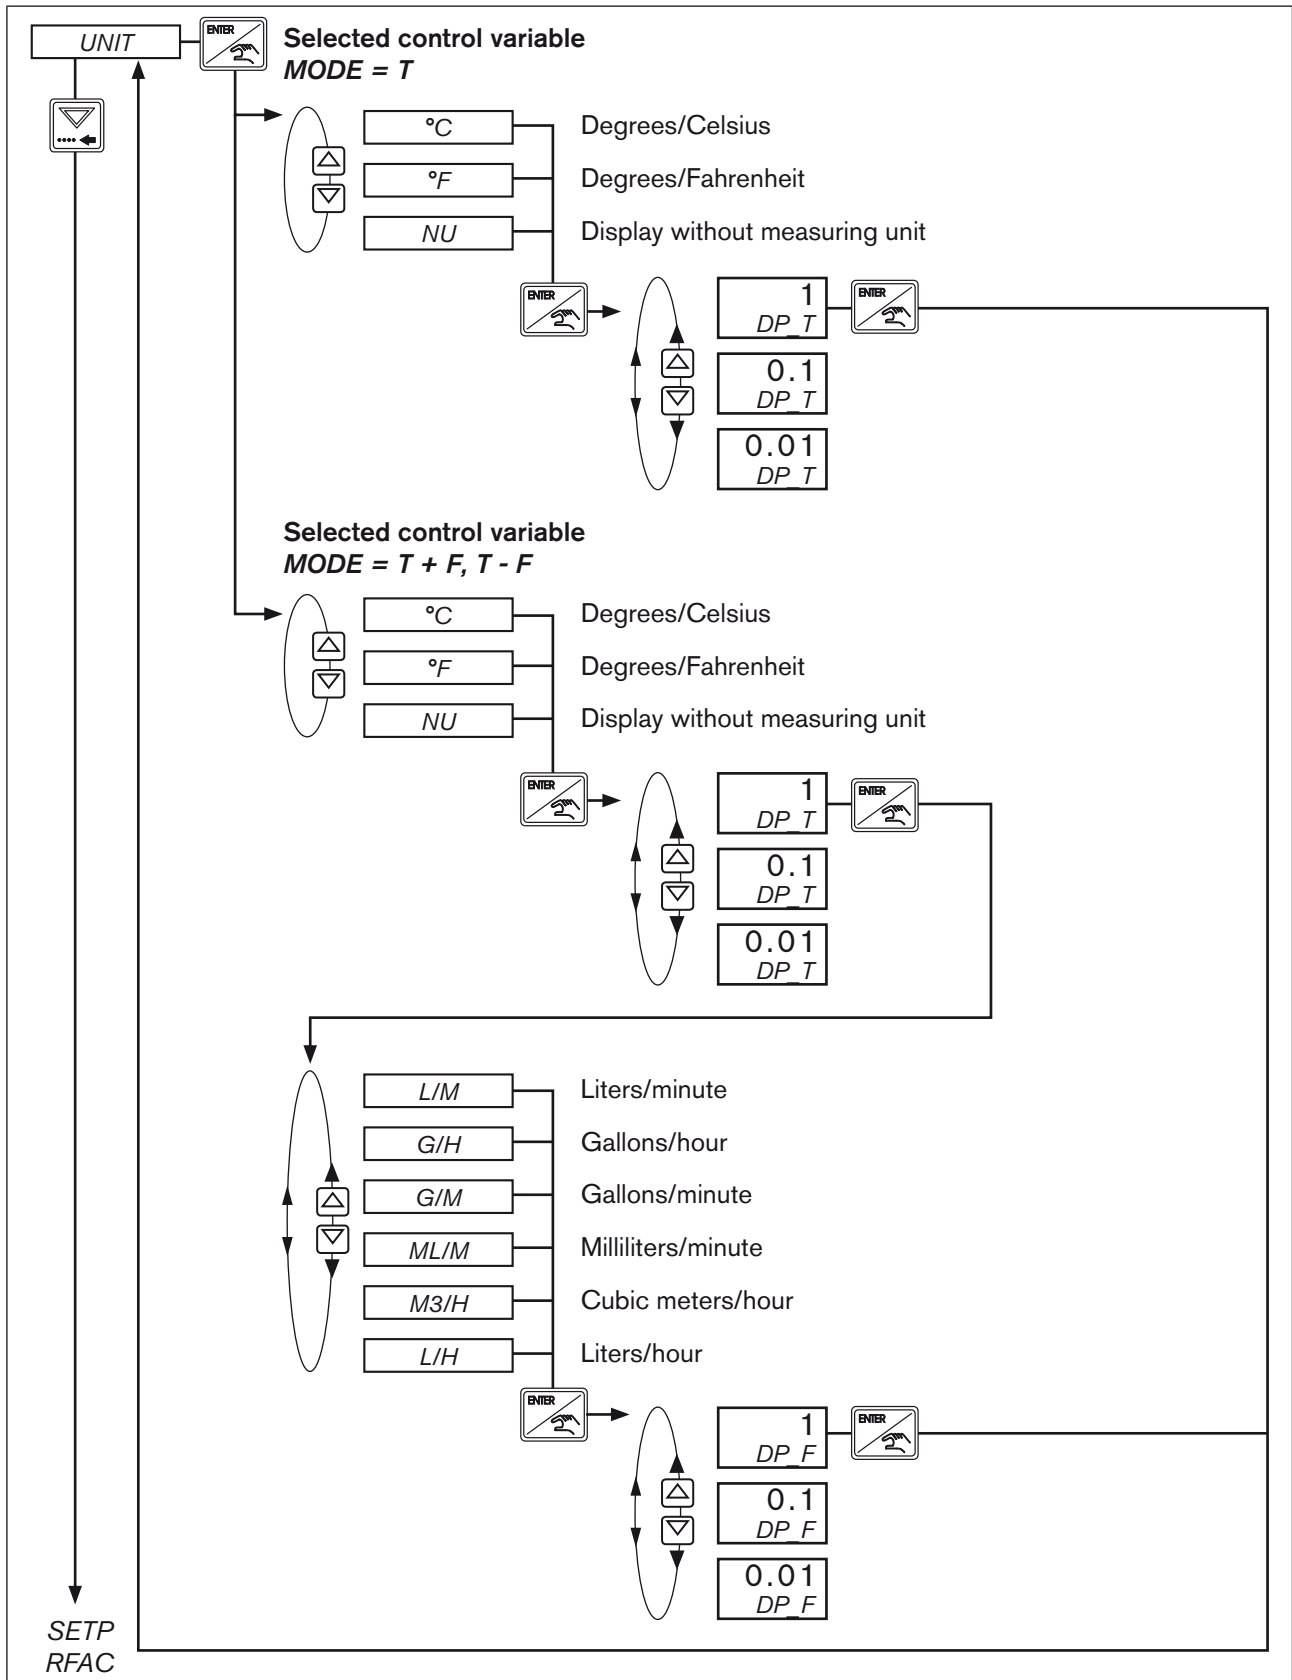 UNIT
ENTER
Selected control variable
MODE = T
°C Degrees/Celsius
°F Degrees/Fahrenheit
NU Display without measuring unit
ENTER
1
DP_T
ENTER
0.1
DP_T
0.01
DP_T
Selected control variable
MODE = T + F, T - F
°C Degrees/Celsius
°F Degrees/Fahrenheit
NU Display without measuring unit
ENTER
1
DP_T
ENTER
0.1
DP_T
0.01
DP_T
L/M Liters/minute
G/H Gallons/hour
G/M Gallons/minute
ML/M Milliliters/minute
M3/H Cubic meters/hour
L/H Liters/hour
ENTER
1
DP_F
ENTER
0.1
DP_F
0.01
DP_F
SETP
RFAC